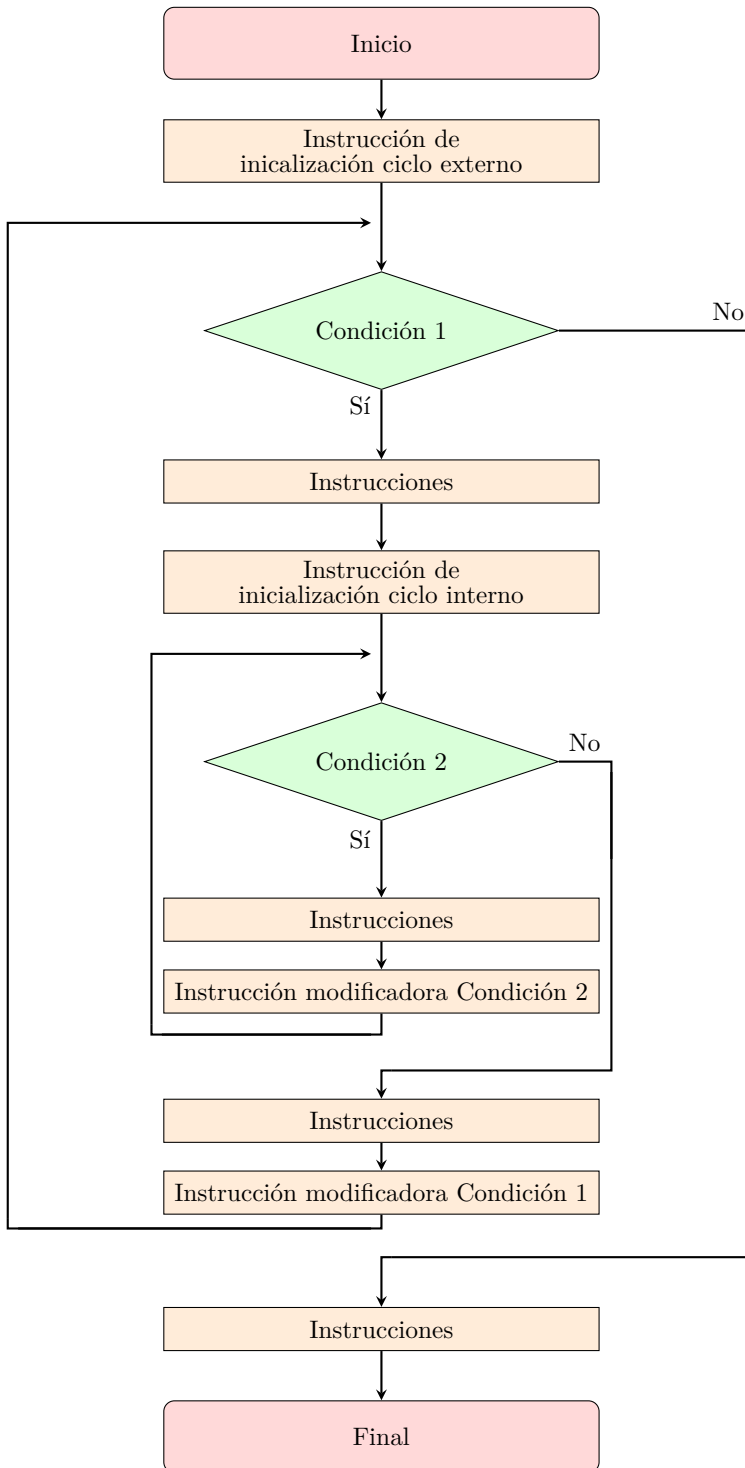 Inicio
Instrucción de
inicalización ciclo externo
Condición 1
No
Sí
Instrucciones
Instrucción de
inicialización ciclo interno
Condición 2
No
Sí
Instrucciones
Instrucción modificadora Condición 2
Instrucciones
Instrucción modificadora Condición 1
Instrucciones
Final